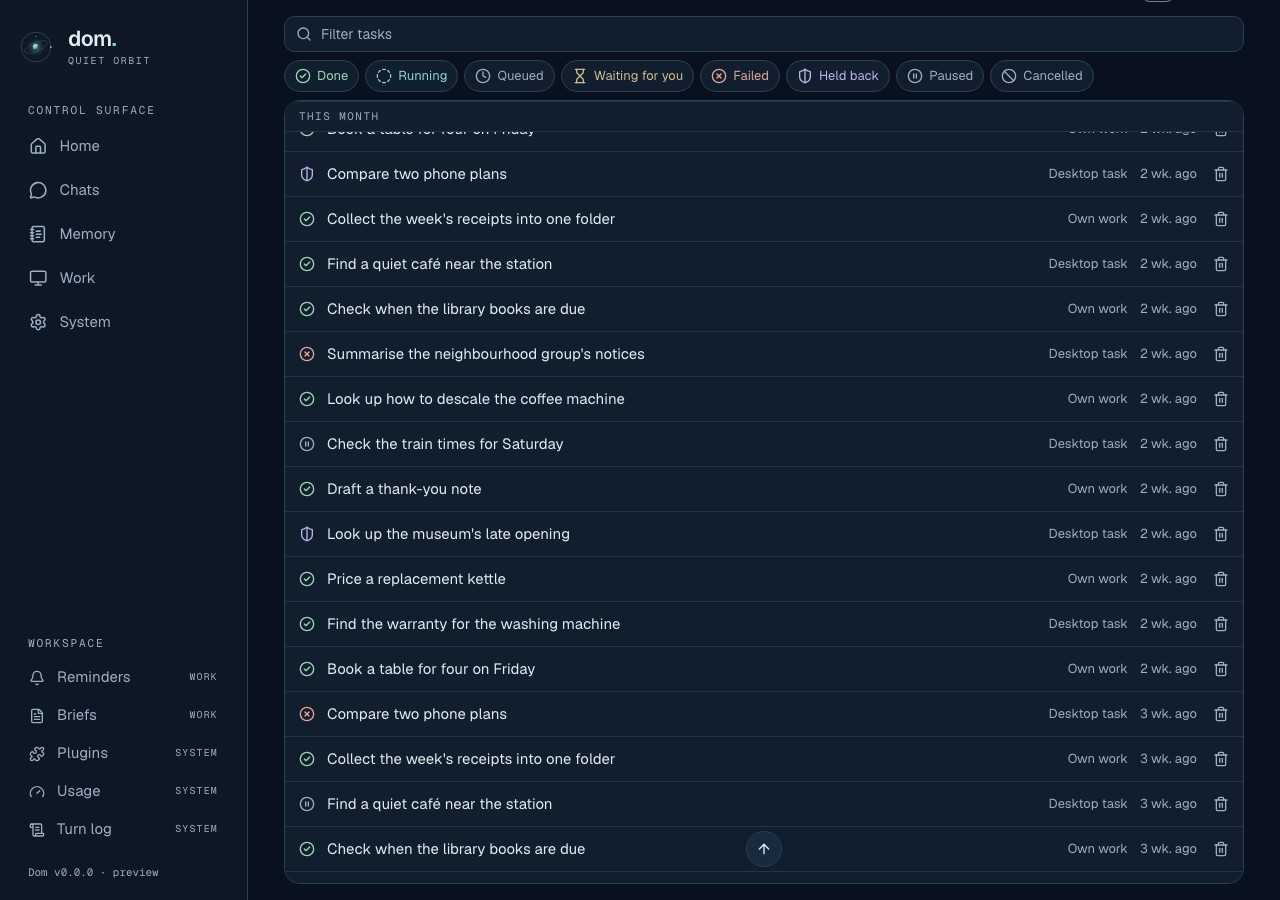 dom.
QUIET ORBIT
CONTROL SURFACE
Home
Chats
Memory
Work
System
WORKSPACE
Reminders WORK
Briefs WORK
Plugins SYSTEM
Usage SYSTEM
Turn log SYSTEM
Dom v0.0.0 · preview
Filter tasks
Done Running Queued Waiting for you Failed Held back Paused Cancelled
THIS MONTH
Book a table for four on Friday Own work 2 wk. ago
Compare two phone plans Desktop task 2 wk. ago
Collect the week's receipts into one folder Own work 2 wk. ago
Find a quiet café near the station Desktop task 2 wk. ago
Check when the library books are due Own work 2 wk. ago
Summarise the neighbourhood group's notices Desktop task 2 wk. ago
Look up how to descale the coffee machine Own work 2 wk. ago
Check the train times for Saturday Desktop task 2 wk. ago
Draft a thank-you note Own work 2 wk. ago
Look up the museum's late opening Desktop task 2 wk. ago
Price a replacement kettle Own work 2 wk. ago
Find the warranty for the washing machine Desktop task 2 wk. ago
Book a table for four on Friday Own work 2 wk. ago
Compare two phone plans Desktop task 3 wk. ago
Collect the week's receipts into one folder Own work 3 wk. ago
Find a quiet café near the station Desktop task 3 wk. ago
Check when the library books are due Own work 3 wk. ago